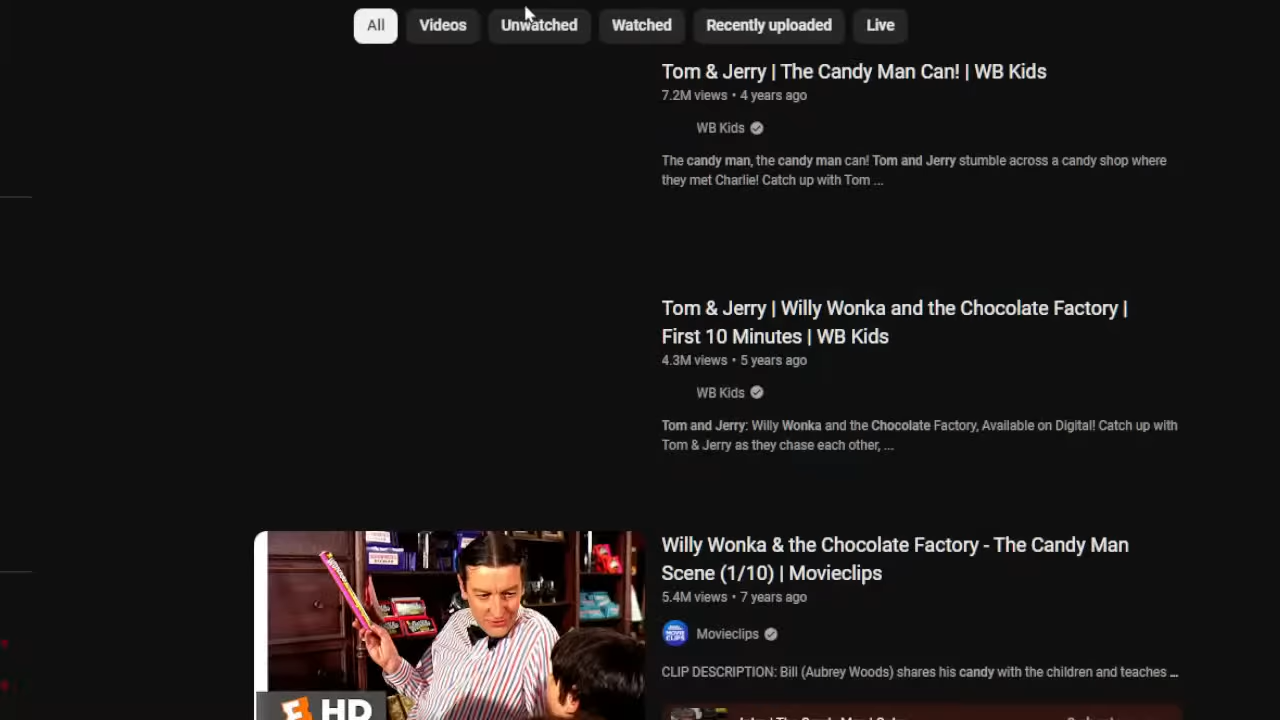 All
Videos
Unwatched
Watched
Recently uploaded
Live
Tom & Jerry | The Candy Man Can! | WB Kids
7.2M views • 4 years ago
WB Kids
The candy man, the candy man can! Tom and Jerry stumble across a candy shop where
they met Charlie! Catch up with Tom ...
Tom & Jerry | Willy Wonka and the Chocolate Factory |
First 10 Minutes | WB Kids
4.3M views • 5 years ago
WB Kids
Tom and Jerry: Willy Wonka and the Chocolate Factory, Available on Digital! Catch up with
Tom & Jerry as they chase each other, ...
Willy Wonka & the Chocolate Factory - The Candy Man
Scene (1/10) | Movieclips
5.4M views • 7 years ago
Movieclips
CLIP DESCRIPTION: Bill (Aubrey Woods) shares his candy with the children and teaches ...
HD